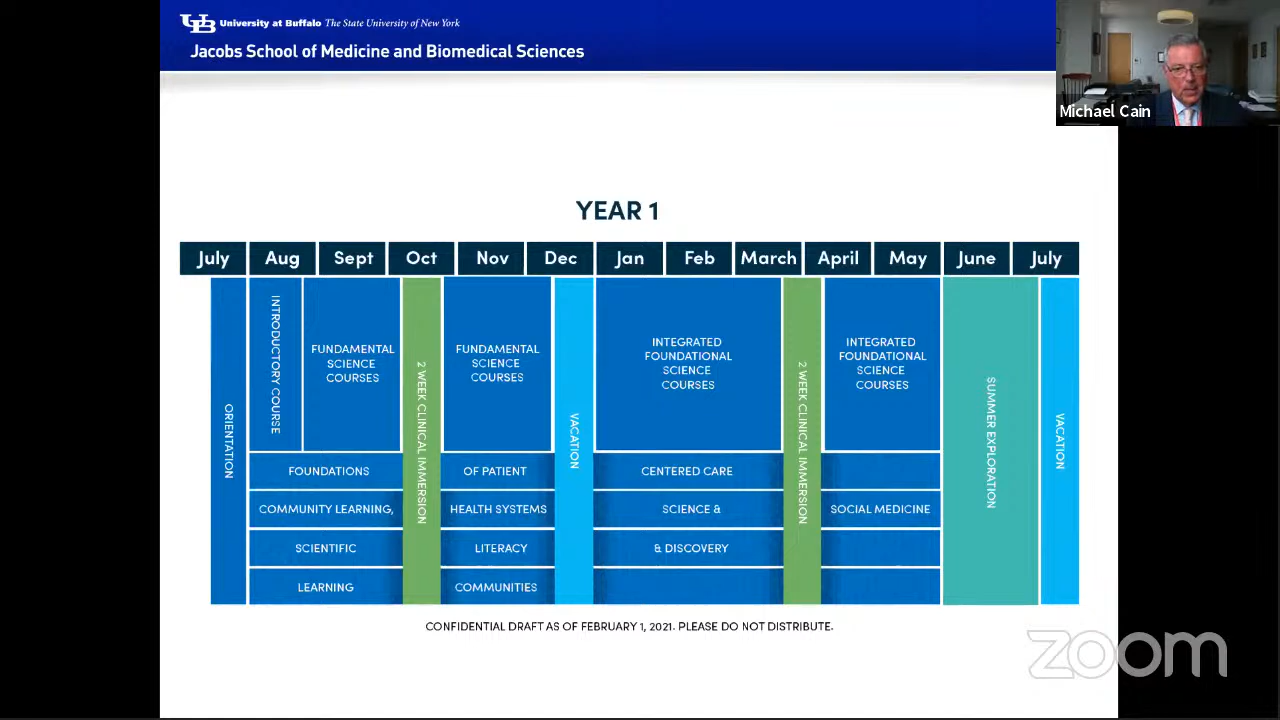 University at Buffalo The State University of New York
Jacobs School of Medicine and Biomedical Sciences
Michael Cain
YEAR 1
July Aug Sept Oct Nov Dec Jan Feb March April May June July
ORIENTATION
INTRODUCTORY COURSE
FUNDAMENTAL
SCIENCE
COURSES
2 WEEK CLINICAL IMMERSION
FUNDAMENTAL
SCIENCE
COURSES
VACATION
INTEGRATED
FOUNDATIONAL
SCIENCE
COURSES
2 WEEK CLINICAL IMMERSION
INTEGRATED
FOUNDATIONAL
SCIENCE
COURSES
SUMMER EXPLORATION
VACATION
FOUNDATIONS OF PATIENT CENTERED CARE
COMMUNITY LEARNING, HEALTH SYSTEMS SCIENCE & SOCIAL MEDICINE
SCIENTIFIC LITERACY & DISCOVERY
LEARNING COMMUNITIES
CONFIDENTIAL DRAFT AS OF FEBRUARY 1, 2021. PLEASE DO NOT DISTRIBUTE.
zoom